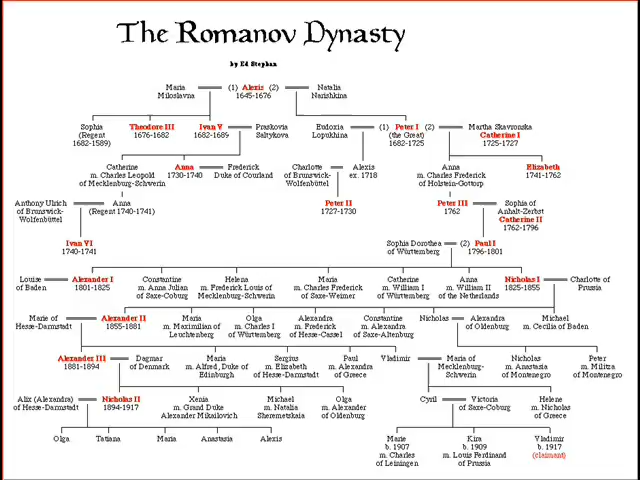 The Romanov Dynasty
by Ed Stephan
Maria (1) Alexis (2) Natalia
Miloslavna 1645-1676 Narishkina
Sophia Theodore III Ivan V Praskovia Eudoxia (1) Peter I (2) Martha Skavronska
(Regent 1676-1682 1682-1689 Saltykova Lopukhina (the Great) Catherine I
1682-1589) 1682-1725 1725-1727
Catherine Anna Frederick Charlotte Alexis Anna Elizabeth
m. Charles Leopold 1730-1740 Duke of Courland of Brunswick- ex. 1718 m. Charles Frederick 1741-1762
of Mecklenburg-Schwerin Wolfenbüttel of Holstein-Gottorp
Anthony Ulrich Anna Peter II Peter III Sophia of
of Brunswick- (Regent 1740-1741) 1727-1730 1762 Anhalt-Zerbst
Wolfenbüttel Catherine II
1762-1796
Ivan VI Sophia Dorothea (2) Paul I
1740-1741 of Württemberg 1796-1801
Louise Alexander I Constantine Helena Maria Catherine Anna Nicholas I Charlotte of
of Baden 1801-1825 m. Anna Julian m. Frederick Louis of m. Charles Frederick m. William I m. William II 1825-1855 Prussia
of Saxe-Coburg Mecklenburg-Schwerin of Saxe-Weimer of Württemberg of the Netherlands
Marie of Alexander II Maria Olga Alexandra Constantine Nicholas Alexandra Michael
Hesse-Darmstadt 1855-1881 m. Maximilian of m. Charles I m. Frederick m. Alexandra of Oldenburg m. Cecilia of Baden
Leuchtenberg of Württemberg of Hesse-Cassel of Saxe-Altenburg
Alexander III Dagmar Maria Sergius Paul Vladimir Marie of Nicholas Peter
1881-1894 of Denmark m. Alfred, Duke of m. Elizabeth m. Alexandra Mecklenburg- m. Anastasia m. Militza
Edinburgh of Hesse-Darmstadt of Greece Schwerin of Montenegro of Montenegro
Alix (Alexandra) Nicholas II Xenia Michael Olga Cyril Victoria Helene
of Hesse-Darmstadt 1894-1917 m. Grand Duke m. Natalia m. Alexander of Saxe-Coburg m. Nicholas
Alexander Mikailovich Sheremetskaia of Oldenburg of Greece
Olga Tatiana Maria Anastasia Alexis Marie Kira Vladimir
b. 1907 b. 1909 b. 1917
m. Charles m. Louis Ferdinand (claimant)
of Leiningen of Prussia